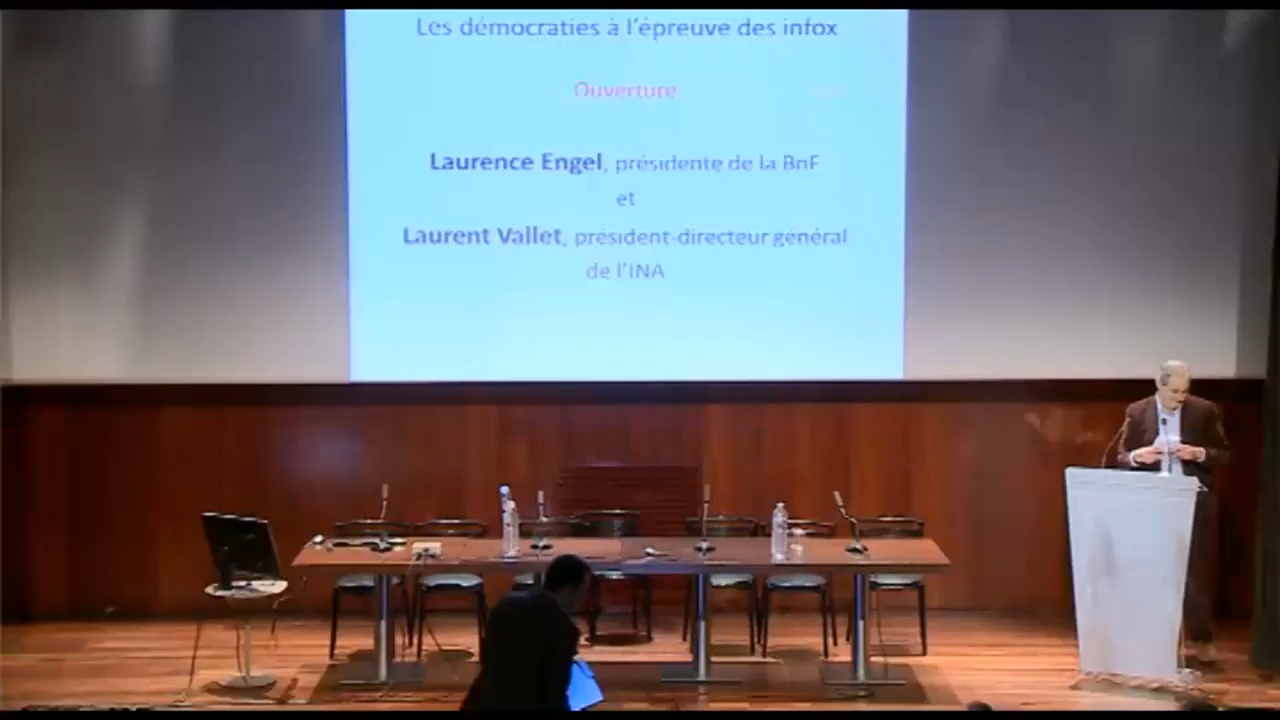 Les démocraties à l'épreuve des infox
Ouverture
Laurence Engel, présidente de la BnF
et
Laurent Vallet, président-directeur général
de l'INA